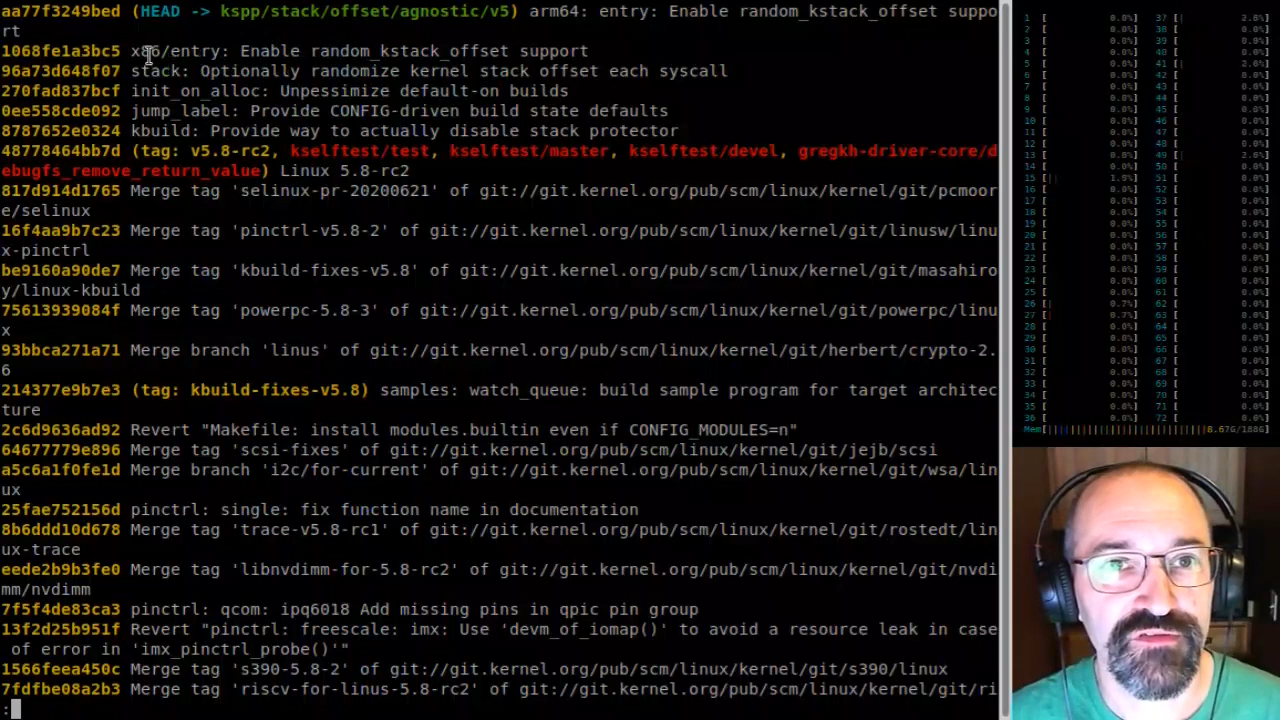 aa77f3249bed (HEAD -> kspp/stack/offset/agnostic/v5) arm64: entry: Enable random_kstack_offset suppo
rt
1068fe1a3bc5 x86/entry: Enable random_kstack_offset support
96a73d648f07 stack: Optionally randomize kernel stack offset each syscall
270fad837bcf init_on_alloc: Unpessimize default-on builds
0ee558cde092 jump_label: Provide CONFIG-driven build state defaults
8787652e0324 kbuild: Provide way to actually disable stack protector
48778464bb7d (tag: v5.8-rc2, kselftest/test, kselftest/master, kselftest/devel, gregkh-driver-core/d
ebugfs_remove_return_value) Linux 5.8-rc2
817d914d1765 Merge tag 'selinux-pr-20200621' of git://git.kernel.org/pub/scm/linux/kernel/git/pcmoor
e/selinux
16f4aa9b7c23 Merge tag 'pinctrl-v5.8-2' of git://git.kernel.org/pub/scm/linux/kernel/git/linusw/linu
x-pinctrl
be9160a90de7 Merge tag 'kbuild-fixes-v5.8' of git://git.kernel.org/pub/scm/linux/kernel/git/masahiro
y/linux-kbuild
75613939084f Merge tag 'powerpc-5.8-3' of git://git.kernel.org/pub/scm/linux/kernel/git/powerpc/linu
x
93bbca271a71 Merge branch 'linus' of git://git.kernel.org/pub/scm/linux/kernel/git/herbert/crypto-2.
6
214377e9b7e3 (tag: kbuild-fixes-v5.8) samples: watch_queue: build sample program for target architec
ture
2c6d9636ad92 Revert "Makefile: install modules.builtin even if CONFIG_MODULES=n"
64677779e896 Merge tag 'scsi-fixes' of git://git.kernel.org/pub/scm/linux/kernel/git/jejb/scsi
a5c6a1f0fe1d Merge branch 'i2c/for-current' of git://git.kernel.org/pub/scm/linux/kernel/git/wsa/lin
ux
25fae752156d pinctrl: single: fix function name in documentation
8b6ddd10d678 Merge tag 'trace-v5.8-rc1' of git://git.kernel.org/pub/scm/linux/kernel/git/rostedt/lin
ux-trace
eede2b9b3fe0 Merge tag 'libnvdimm-for-5.8-rc2' of git://git.kernel.org/pub/scm/linux/kernel/git/nvdi
mm/nvdimm
7f5f4de83ca3 pinctrl: qcom: ipq6018 Add missing pins in qpic pin group
13f2d25b951f Revert "pinctrl: freescale: imx: Use 'devm_of_iomap()' to avoid a resource leak in case
 of error in 'imx_pinctrl_probe()'"
1566feea450c Merge tag 's390-5.8-2' of git://git.kernel.org/pub/scm/linux/kernel/git/s390/linux
7fdfbe08a2b3 Merge tag 'riscv-for-linus-5.8-rc2' of git://git.kernel.org/pub/scm/linux/kernel/git/ri
: